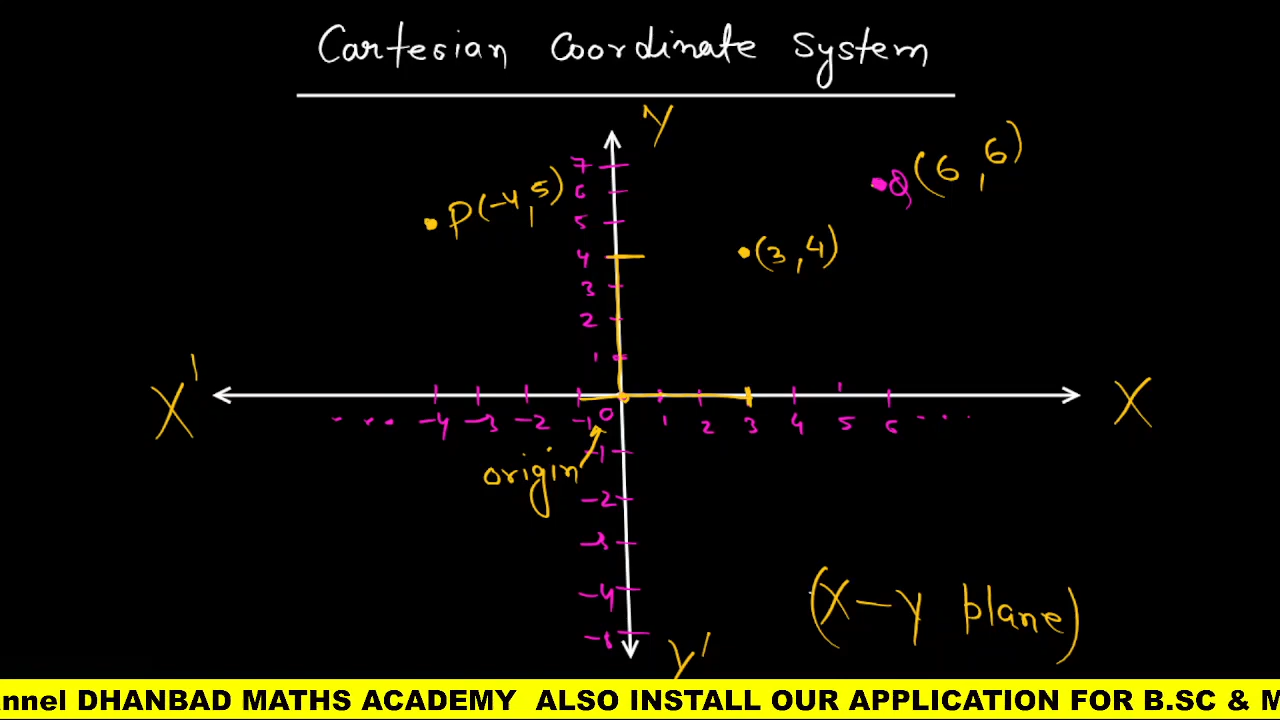 Cartesian Coordinate System
Y
7
6
5
4
3
2
1
P(-4,5)
Q(6,6)
(3,4)
X'
X
.... -4 -3 -2 -1 0 1 2 3 4 5 6 ....
origin
-1
-2
-3
-4
Y'
(X-Y plane)
nnel DHANBAD MATHS ACADEMY ALSO INSTALL OUR APPLICATION FOR B.SC & M